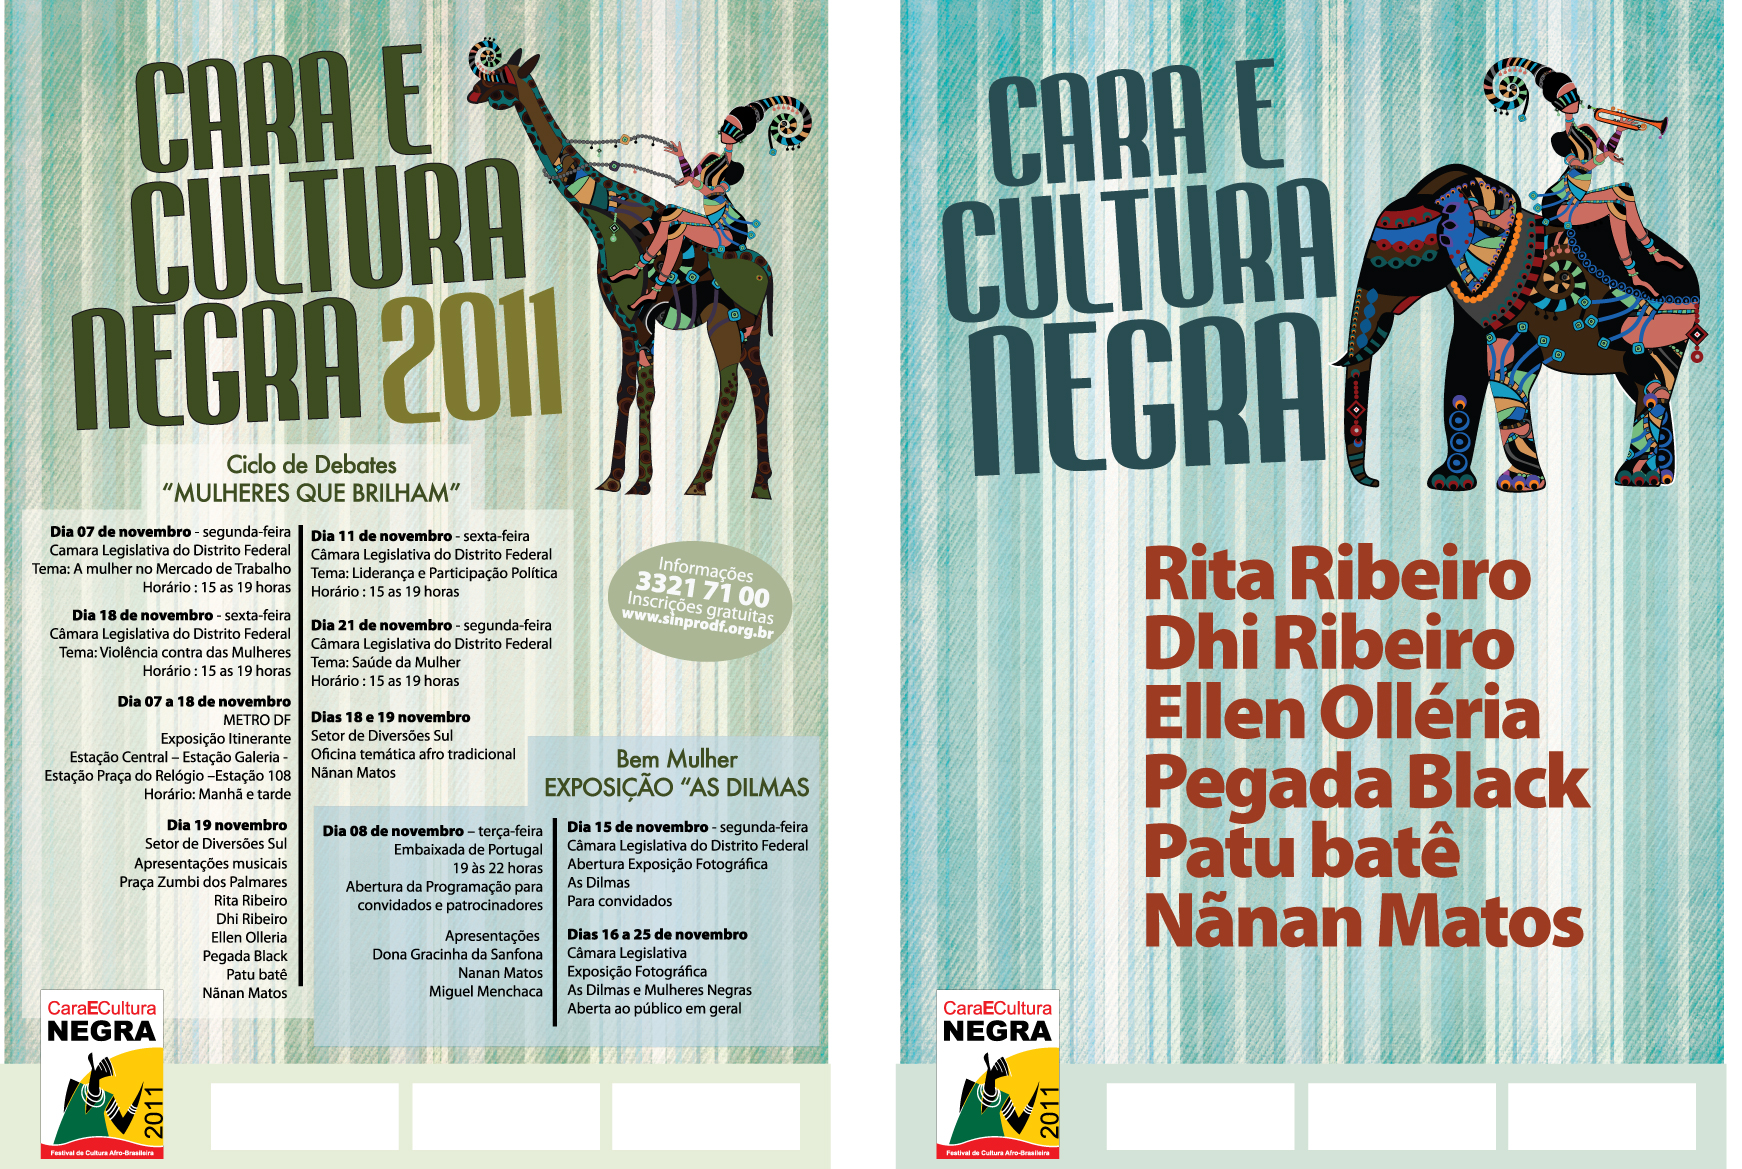 CARA E
CULTURA
NEGRA 2011
Ciclo de Debates
“MULHERES QUE BRILHAM”
Dia 07 de novembro - segunda-feira
Camara Legislativa do Distrito Federal
Tema: A mulher no Mercado de Trabalho
Horário : 15 as 19 horas
Dia 18 de novembro - sexta-feira
Câmara Legislativa do Distrito Federal
Tema: Violência contra das Mulheres
Horário : 15 as 19 horas
Dia 07 a 18 de novembro
METRO DF
Exposição Itinerante
Estação Central – Estação Galeria -
Estação Praça do Relógio –Estação 108
Horário: Manhã e tarde
Dia 19 novembro
Setor de Diversões Sul
Apresentações musicais
Praça Zumbi dos Palmares
Rita Ribeiro
Dhi Ribeiro
Ellen Olleria
Pegada Black
Patu batê
Nãnan Matos
Dia 11 de novembro - sexta-feira
Câmara Legislativa do Distrito Federal
Tema: Liderança e Participação Política
Horário : 15 as 19 horas
Dia 21 de novembro - segunda-feira
Câmara Legislativa do Distrito Federal
Tema: Saúde da Mulher
Horário : 15 as 19 horas
Dias 18 e 19 novembro
Setor de Diversões Sul
Oficina temática afro tradicional
Nãnan Matos
Informações
3321 71 00
Inscrições gratuitas
www.sinprodf.org.br
Bem Mulher
EXPOSIÇÃO “AS DILMAS
Dia 08 de novembro – terça-feira
Embaixada de Portugal
19 às 22 horas
Abertura da Programação para
convidados e patrocinadores
Apresentações
Dona Gracinha da Sanfona
Nanan Matos
Miguel Menchaca
Dia 15 de novembro - segunda-feira
Câmara Legislativa do Distrito Federal
Abertura Exposição Fotográfica
As Dilmas
Para convidados
Dias 16 a 25 de novembro
Câmara Legislativa
Exposição Fotográfica
As Dilmas e Mulheres Negras
Aberta ao público em geral
CaraECultura
NEGRA
2011
Festival de Cultura Afro-Brasileira
CARA E
CULTURA
NEGRA
Rita Ribeiro
Dhi Ribeiro
Ellen Olléria
Pegada Black
Patu batê
Nãnan Matos
CaraECultura
NEGRA
2011
Festival de Cultura Afro-Brasileira